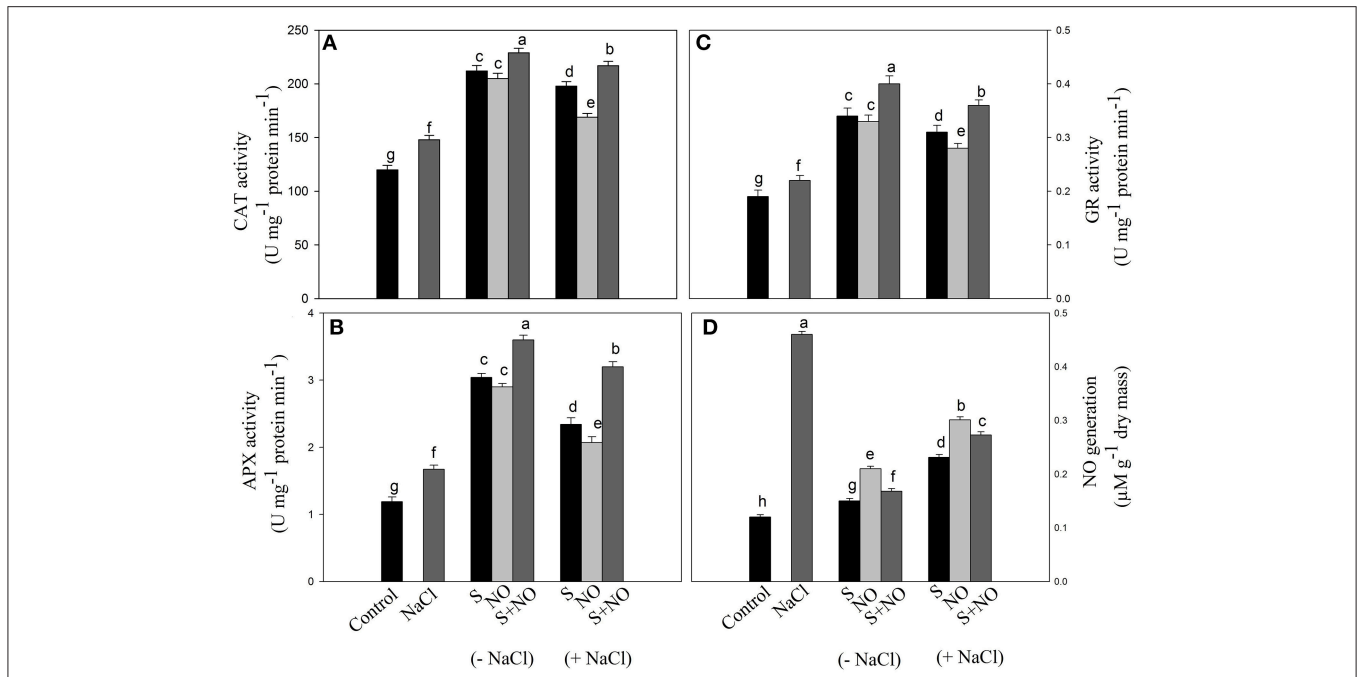 A
CAT activity
(U mg-1 protein min-1)
250
200
150
100
50
0
g
f
c
c
a
d
e
b
C
GR activity
(U mg-1 protein min-1)
0.5
0.4
0.3
0.2
0.1
0.0
g
f
c
c
a
d
e
b
B
APX activity
(U mg-1 protein min-1)
4
3
2
1
0
g
f
c
c
a
d
e
b
Control
NaCl
S
NO
S+NO
(- NaCl)
S
NO
S+NO
(+ NaCl)
D
NO generation
(μM g-1 dry mass)
0.5
0.4
0.3
0.2
0.1
0.0
h
a
g
e
f
d
b
c
Control
NaCl
S
NO
S+NO
(- NaCl)
S
NO
S+NO
(+ NaCl)